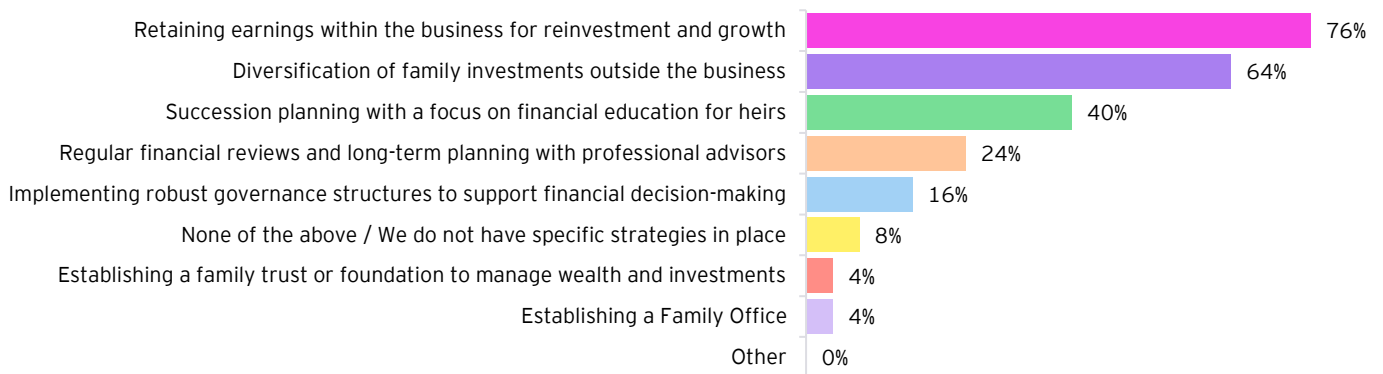 Retaining earnings within the business for reinvestment and growth 76%
Diversification of family investments outside the business 64%
Succession planning with a focus on financial education for heirs 40%
Regular financial reviews and long-term planning with professional advisors 24%
Implementing robust governance structures to support financial decision-making 16%
None of the above / We do not have specific strategies in place 8%
Establishing a family trust or foundation to manage wealth and investments 4%
Establishing a Family Office 4%
Other 0%